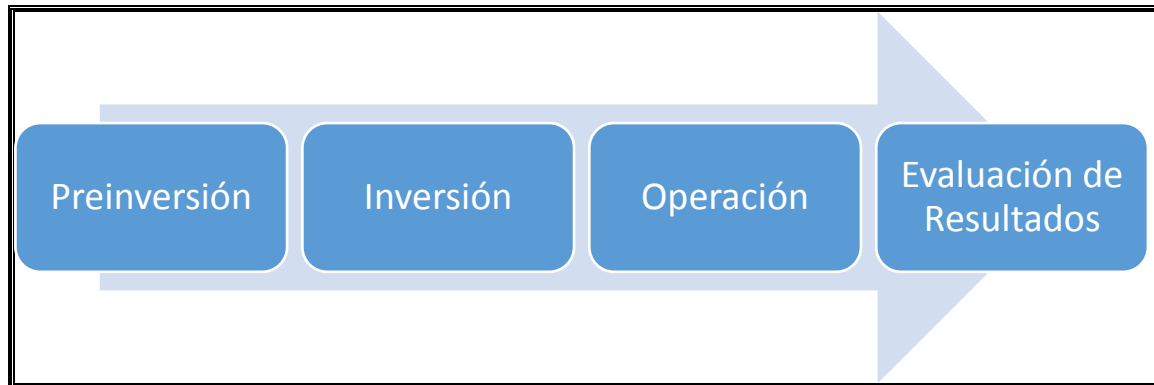 Preinversión
Inversión
Operación
Evaluación de
Resultados